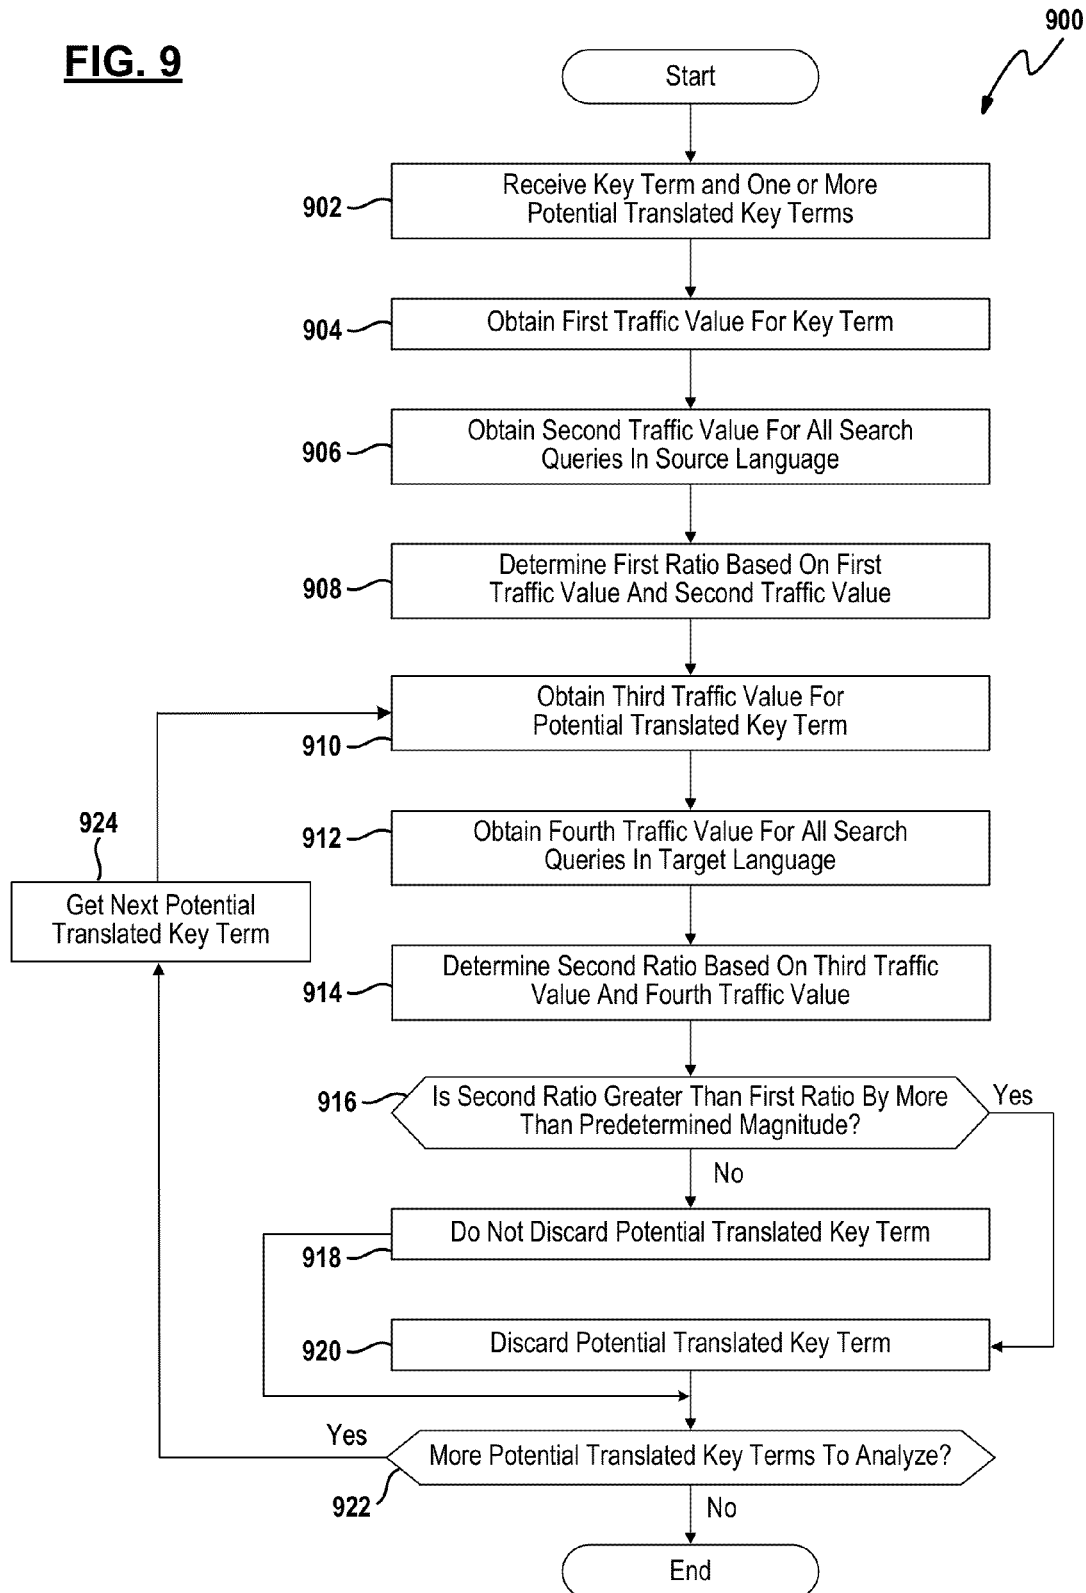 FIG. 9
900
Start
902
Receive Key Term and One or More
Potential Translated Key Terms
904
Obtain First Traffic Value For Key Term
906
Obtain Second Traffic Value For All Search
Queries In Source Language
908
Determine First Ratio Based On First
Traffic Value And Second Traffic Value
910
Obtain Third Traffic Value For
Potential Translated Key Term
912
Obtain Fourth Traffic Value For All Search
Queries In Target Language
924
Get Next Potential
Translated Key Term
914
Determine Second Ratio Based On Third Traffic
Value And Fourth Traffic Value
916
Is Second Ratio Greater Than First Ratio By More
Than Predetermined Magnitude?
Yes
No
918
Do Not Discard Potential Translated Key Term
920
Discard Potential Translated Key Term
Yes
More Potential Translated Key Terms To Analyze?
922
No
End